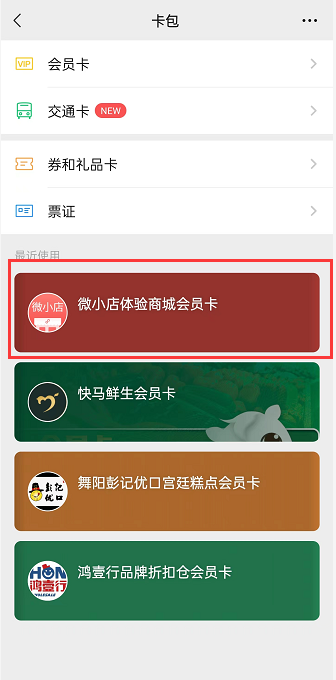 卡包
VIP
会员卡
交通卡 NEW
券和礼品卡
票证
最近使用
微小店
微小店体验商城会员卡
快马鲜生会员卡
彭记
优口
舞阳彭记优口宫廷糕点会员卡
HON
鸿壹行
WHOLESALE
鸿壹行品牌折扣仓会员卡